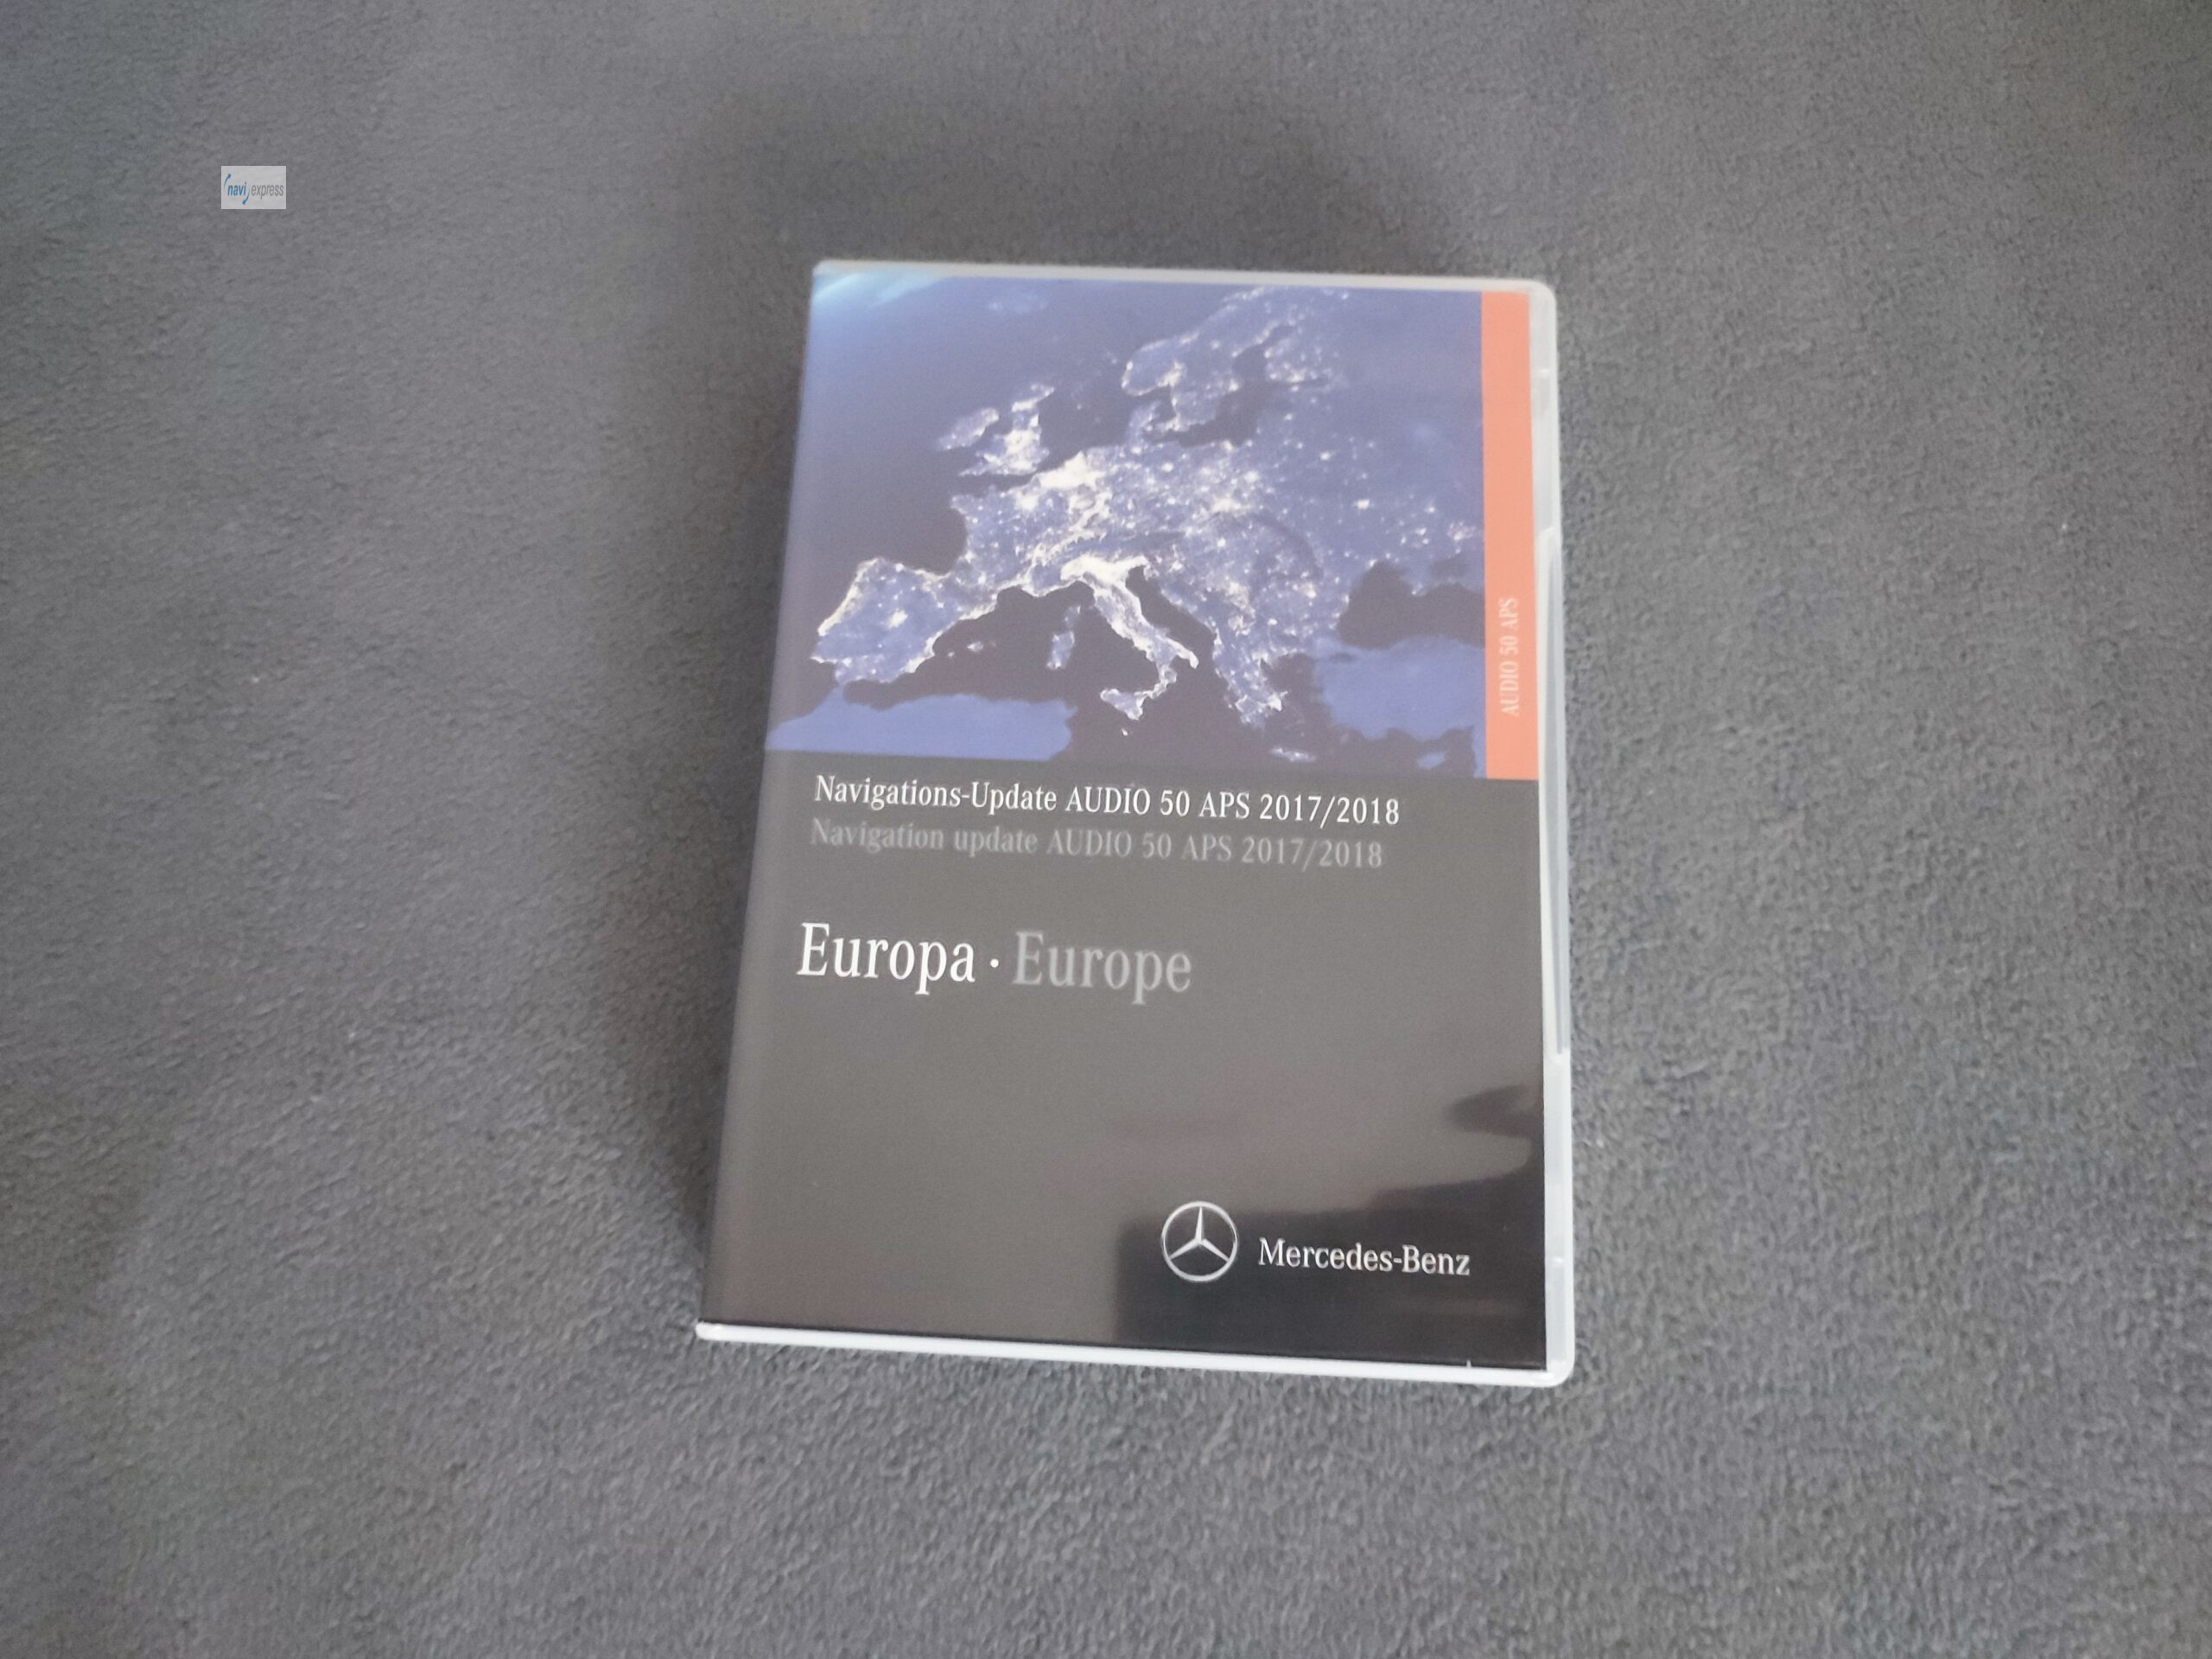 navi express
AUDIO 50 APS
Navigations-Update AUDIO 50 APS 2017/2018
Navigation update AUDIO 50 APS 2017/2018
Europa · Europe
Mercedes-Benz